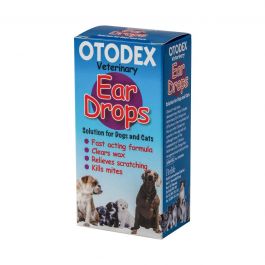 OTODEX
Veterinary
Ear
Drops
Solution for Dogs and Cats
• Fast acting formula
• Clears wax
• Relieves scratching
• Kills mites